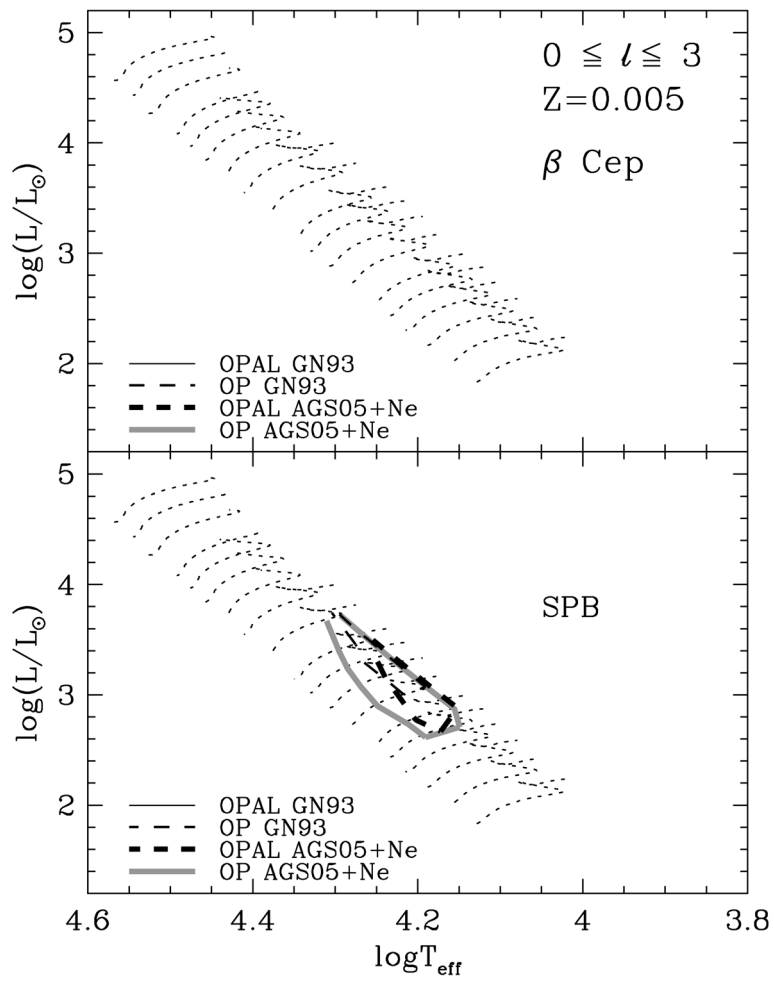 5
0 ≦ ℓ ≦ 3
Z=0.005
4
β Cep
log(L/L⊙)
3
2
OPAL GN93
OP GN93
OPAL AGS05+Ne
OP AGS05+Ne
5
4
SPB
log(L/L⊙)
3
2
OPAL GN93
OP GN93
OPAL AGS05+Ne
OP AGS05+Ne
4.6 4.4 4.2 4 3.8
logTeff